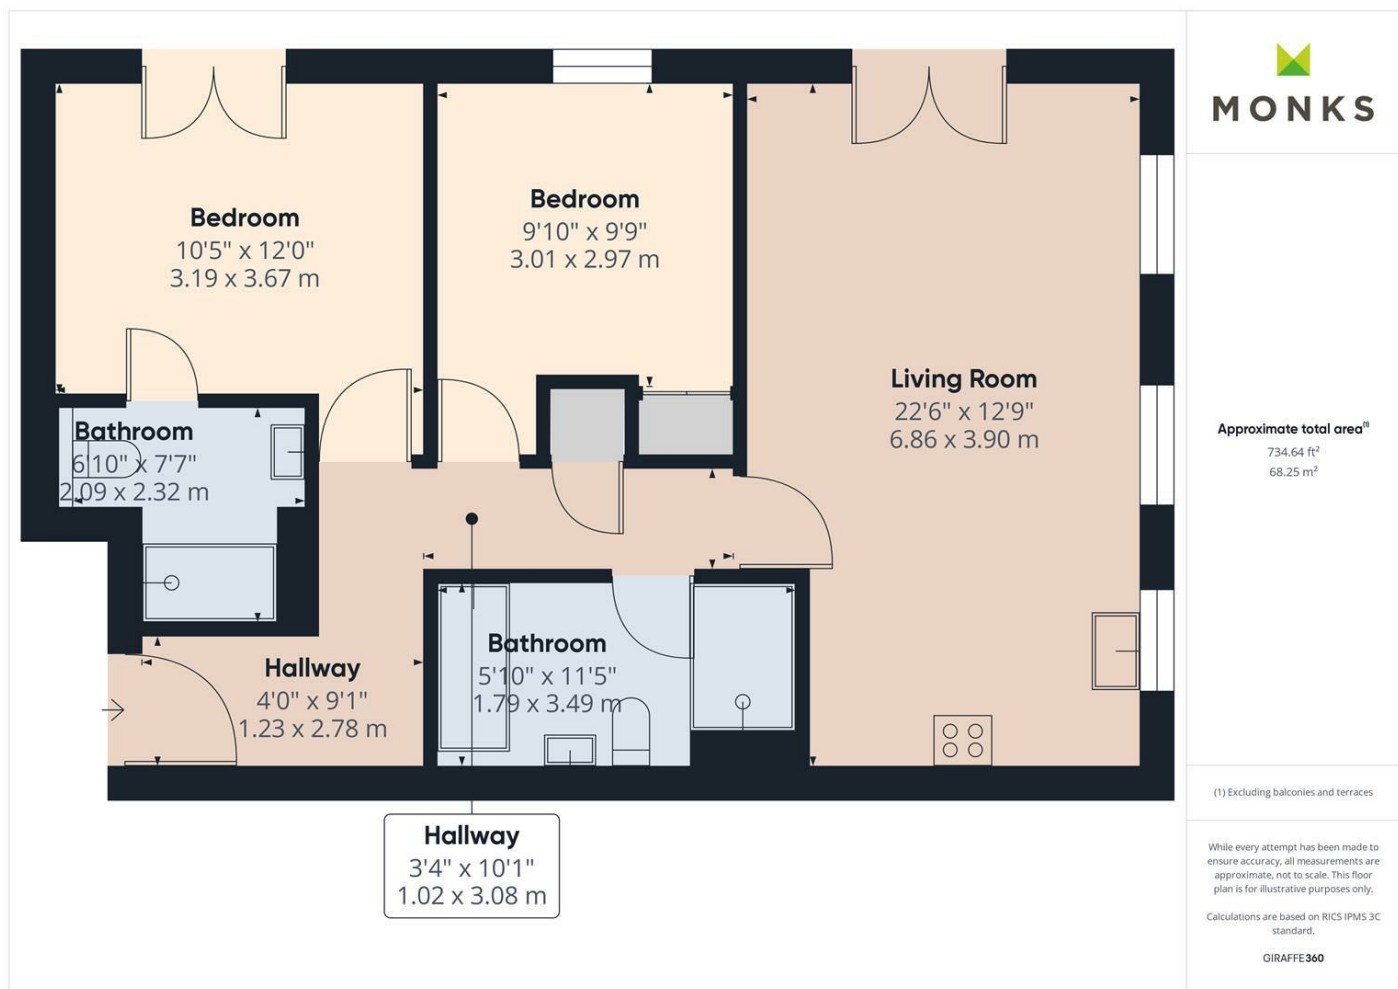 Bedroom
10'5" x 12'0"
3.19 x 3.67 m
Bedroom
9'10" x 9'9"
3.01 x 2.97 m
Living Room
22'6" x 12'9"
6.86 x 3.90 m
Bathroom
6'10" x 7'7"
2.09 x 2.32 m
Hallway
4'0" x 9'1"
1.23 x 2.78 m
Bathroom
5'10" x 11'5"
1.79 x 3.49 m
Hallway
3'4" x 10'1"
1.02 x 3.08 m
MONKS
Approximate total area(1)
734.64 ft²
68.25 m²
(1) Excluding balconies and terraces
While every attempt has been made to
ensure accuracy, all measurements are
approximate, not to scale. This floor
plan is for illustrative purposes only.
Calculations are based on RICS IPMS 3C
standard.
GIRAFFE360